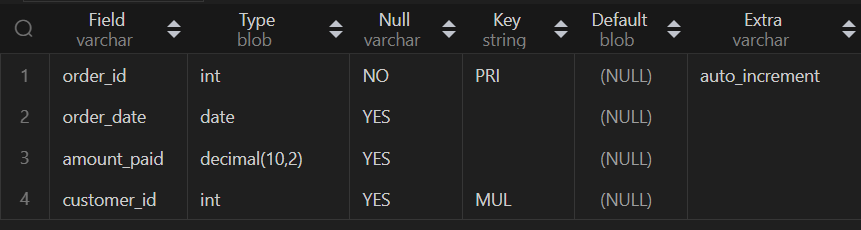 Field Type Null Key Default Extra
varchar blob varchar string blob varchar
1 order_id int NO PRI (NULL) auto_increment
2 order_date date YES (NULL)
3 amount_paid decimal(10,2) YES (NULL)
4 customer_id int YES MUL (NULL)